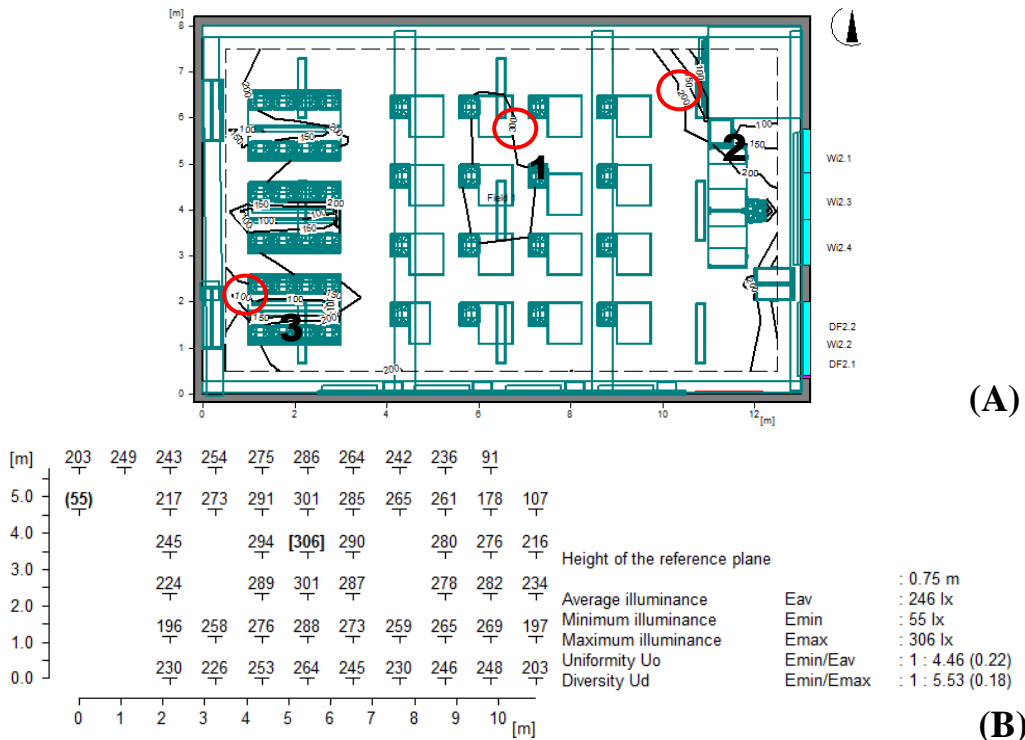 [m]
8
7
6
5
4
3
2
1
0
0 2 4 6 8 10 12 [m]
200
100
200
150
150
200
100
150
100
150
100
100
150
200
300
Field 1
100
150
200
100
150
200
200
200
1
2
3
Wi2.1
Wi2.3
Wi2.4
DF2.2
Wi2.2
DF2.1
(A)
[m] 203 249 243 254 275 286 264 242 236 91
5.0 (55) 217 273 291 301 285 265 261 178 107
4.0 245 294 [306] 290 280 276 216
3.0
2.0 224 289 301 287 278 282 234
1.0 196 258 276 288 273 259 265 269 197
0.0 230 226 253 264 245 230 246 248 203
0 1 2 3 4 5 6 7 8 9 10 [m]
Height of the reference plane : 0.75 m
Average illuminance Eav : 246 lx
Minimum illuminance Emin : 55 lx
Maximum illuminance Emax : 306 lx
Uniformity Uo Emin/Eav : 1 : 4.46 (0.22)
Diversity Ud Emin/Emax : 1 : 5.53 (0.18)
(B)